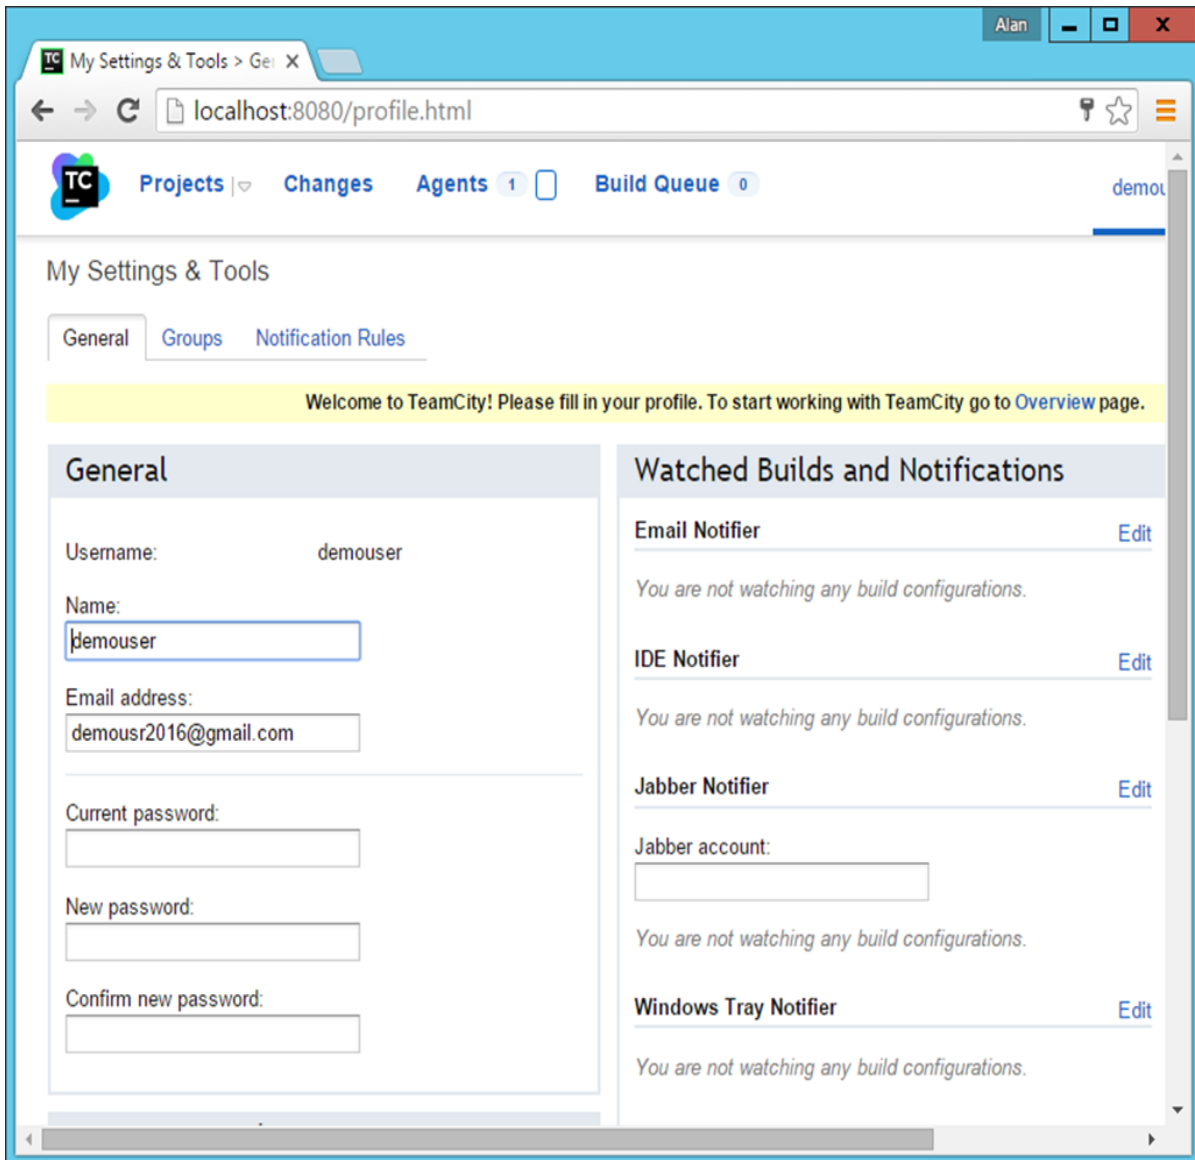 Alan
TC My Settings & Tools > Ge
localhost:8080/profile.html
TC Projects Changes Agents 1 Build Queue 0 demou
My Settings & Tools
General Groups Notification Rules
Welcome to TeamCity! Please fill in your profile. To start working with TeamCity go to Overview page.
General
Username: demouser
Name:
demouser
Email address:
demousr2016@gmail.com
Current password:
New password:
Confirm new password:
Watched Builds and Notifications
Email Notifier Edit
You are not watching any build configurations.
IDE Notifier Edit
You are not watching any build configurations.
Jabber Notifier Edit
Jabber account:
You are not watching any build configurations.
Windows Tray Notifier Edit
You are not watching any build configurations.